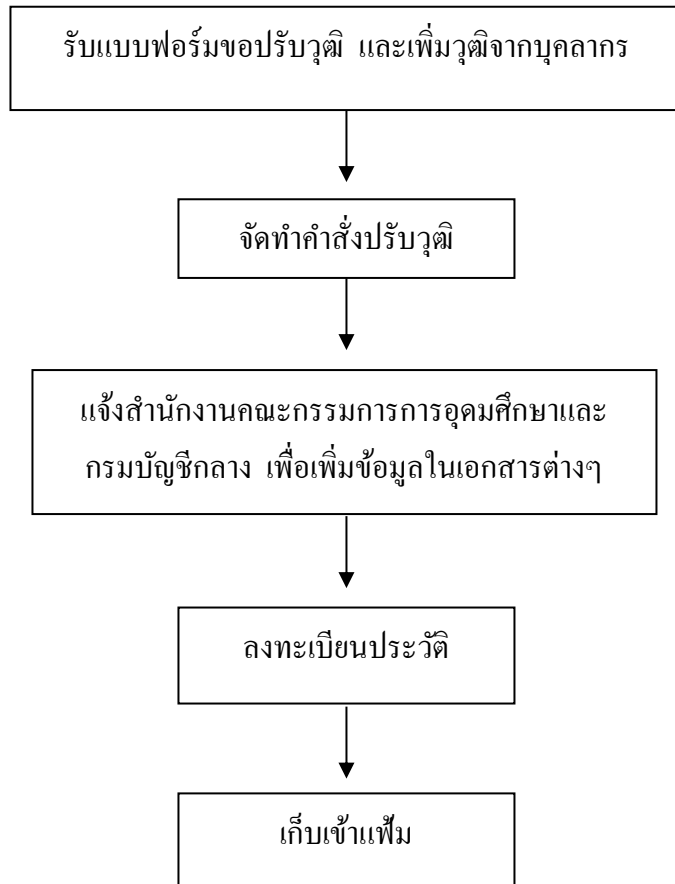 รับแบบฟอร์มขอปรับวุฒิ และเพิ่มวุฒิจากบุคลากร
จัดทำคำสั่งปรับวุฒิ
แจ้งสำนักงานคณะกรรมการการอุดมศึกษาและ
กรมบัญชีกลาง เพื่อเพิ่มข้อมูลในเอกสารต่างๆ
ลงทะเบียนประวัติ
เก็บเข้าแฟ้ม